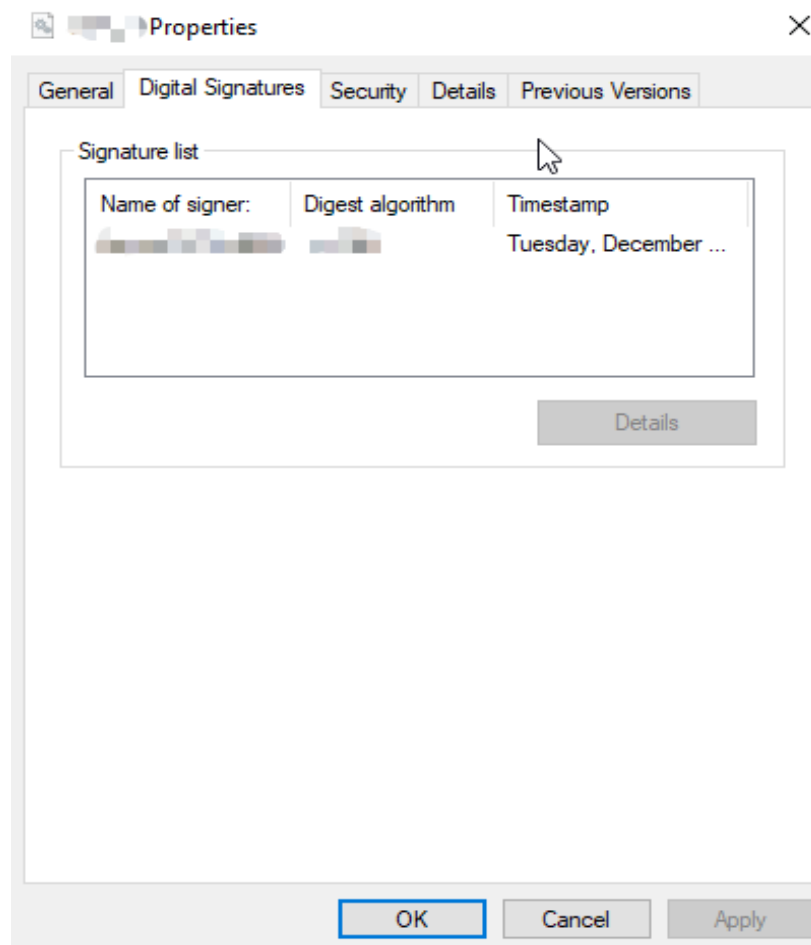 Properties
General Digital Signatures Security Details Previous Versions
Signature list
Name of signer: Digest algorithm Timestamp
Tuesday, December ...
Details
OK Cancel Apply